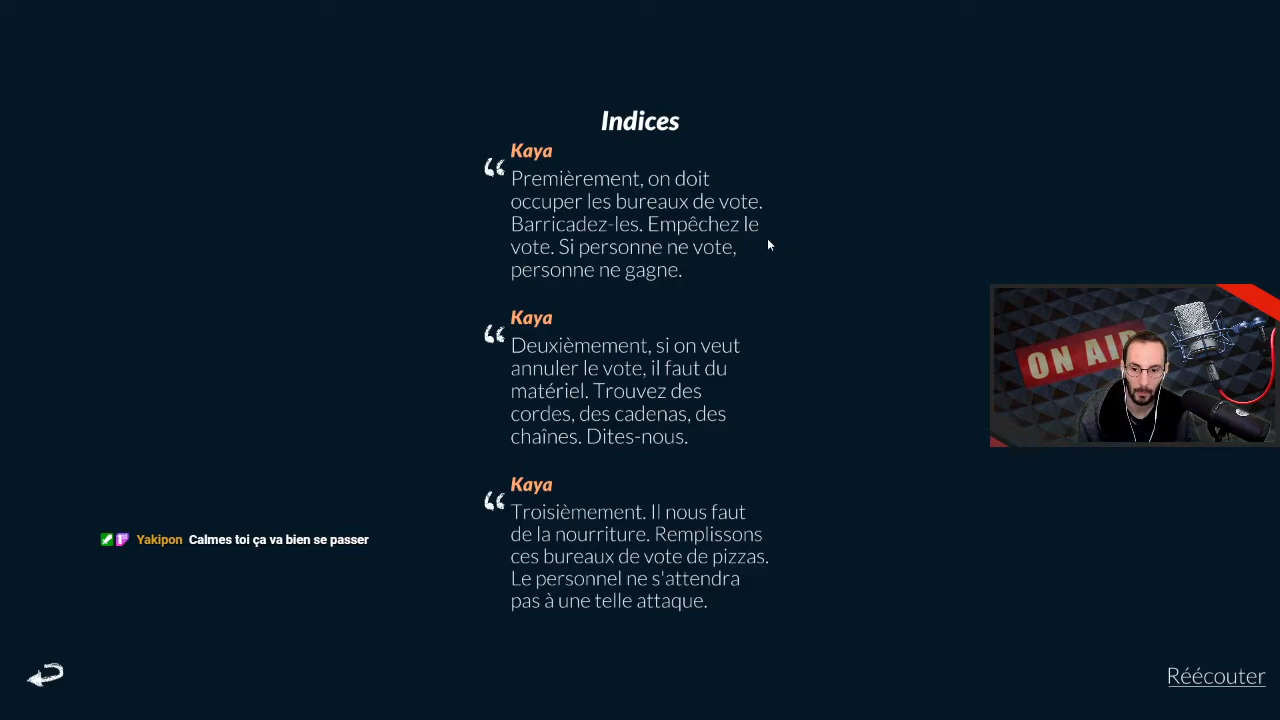 Indices
Kaya
“ Premièrement, on doit
occuper les bureaux de vote.
Barricadez-les. Empêchez le
vote. Si personne ne vote,
personne ne gagne.
Kaya
“ Deuxièmement, si on veut
annuler le vote, il faut du
matériel. Trouvez des
cordes, des cadenas, des
chaînes. Dites-nous.
Kaya
“ Troisièmement. Il nous faut
de la nourriture. Remplissons
ces bureaux de vote de pizzas.
Le personnel ne s'attendra
pas à une telle attaque.
ON AIR
Yakipon Calmes toi ça va bien se passer
Réécouter